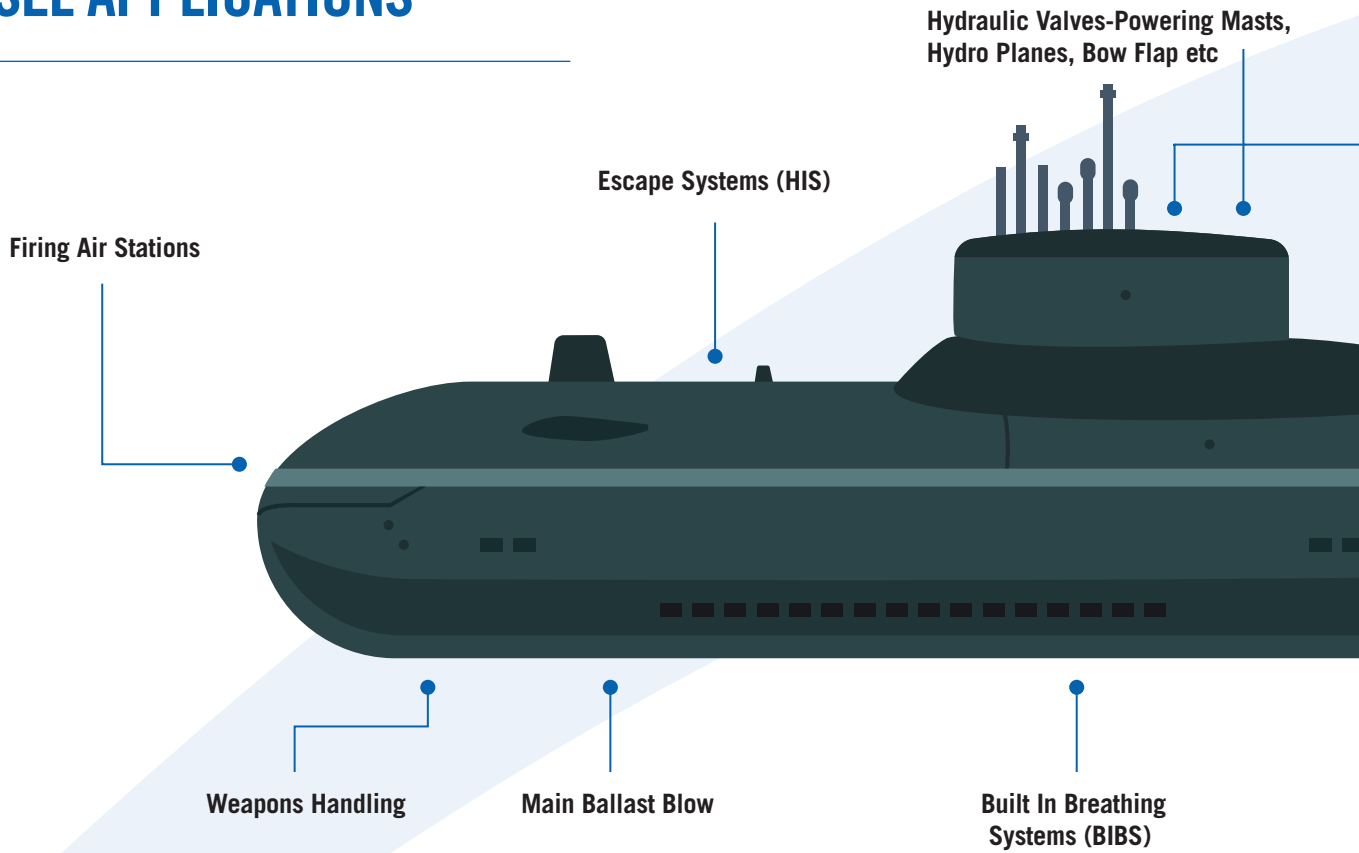 APPLICATIONS
Hydraulic Valves-Powering Masts,
Hydro Planes, Bow Flap etc
Escape Systems (HIS)
Firing Air Stations
Weapons Handling
Main Ballast Blow
Built In Breathing
Systems (BIBS)